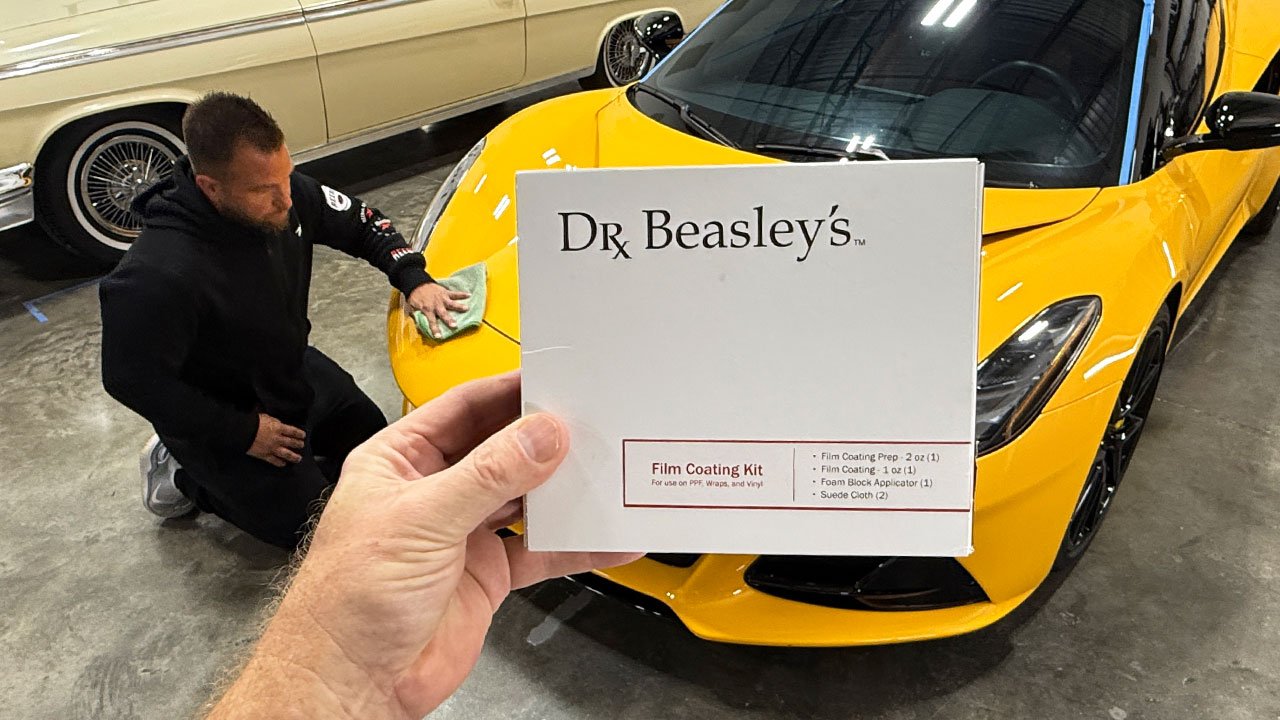 DRx Beasley's™
Film Coating Kit
For use on PPF, Wraps, and Vinyl
• Film Coating Prep - 2 oz (1)
• Film Coating - 1 oz (1)
• Foam Block Applicator (1)
• Suede Cloth (2)